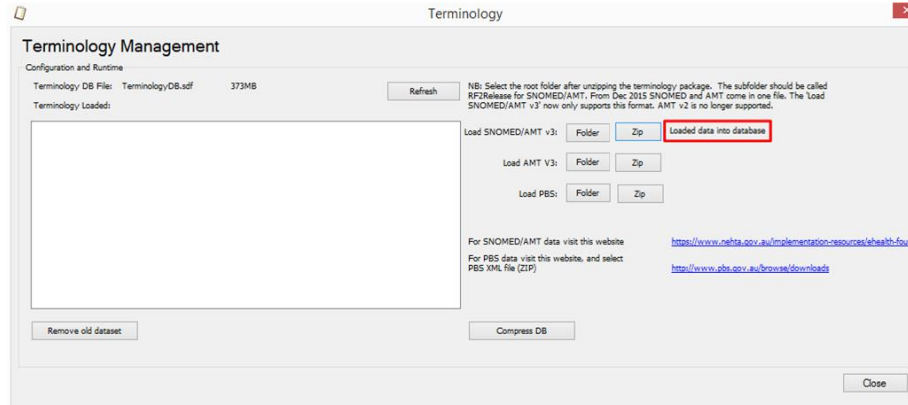 Terminology
Terminology Management
Configuration and Runtime
Terminology DB File: TerminologyDB.sdf 373MB
Refresh
Terminology Loaded:
NB: Select the root folder after unzipping the terminology package. The subfolder should be called
RF2Release for SNOMED/AMT. From Dec 2015 SNOMED and AMT come in one file. The 'Load
SNOMED/AMT v3' now only supports this format. AMT v2 is no longer supported.
Load SNOMED/AMT v3: Folder Zip Loaded data into database
Load AMT V3: Folder Zip
Load PBS: Folder Zip
For SNOMED/AMT data visit this website https://www.nehta.gov.au/implementation-resources/ehealth-fou
For PBS data visit this website, and select
PBS XML file (ZIP) http://www.pbs.gov.au/browse/downloads
Remove old dataset
Compress DB
Close